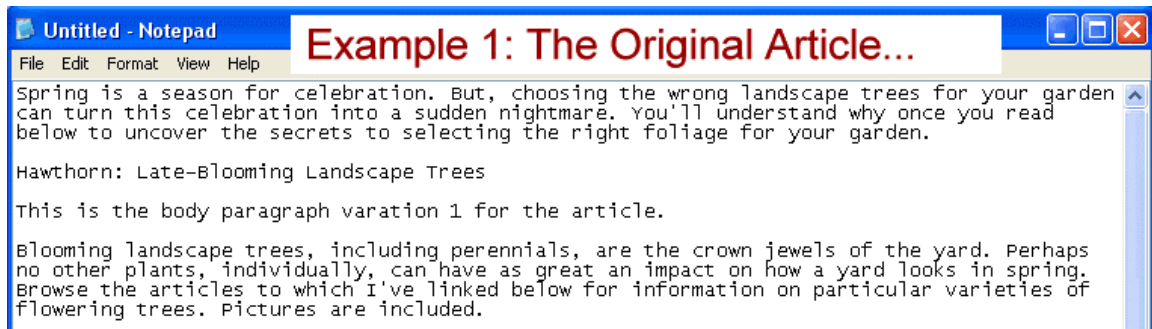 Untitled - Notepad
Example 1: The Original Article...
File Edit Format View Help
Spring is a season for celebration. But, choosing the wrong landscape trees for your garden
can turn this celebration into a sudden nightmare. You'll understand why once you read
below to uncover the secrets to selecting the right foliage for your garden.
Hawthorn: Late-Blooming Landscape Trees
This is the body paragraph varation 1 for the article.
Blooming landscape trees, including perennials, are the crown jewels of the yard. Perhaps
no other plants, individually, can have as great an impact on how a yard looks in spring.
Browse the articles to which I've linked below for information on particular varieties of
flowering trees. Pictures are included.